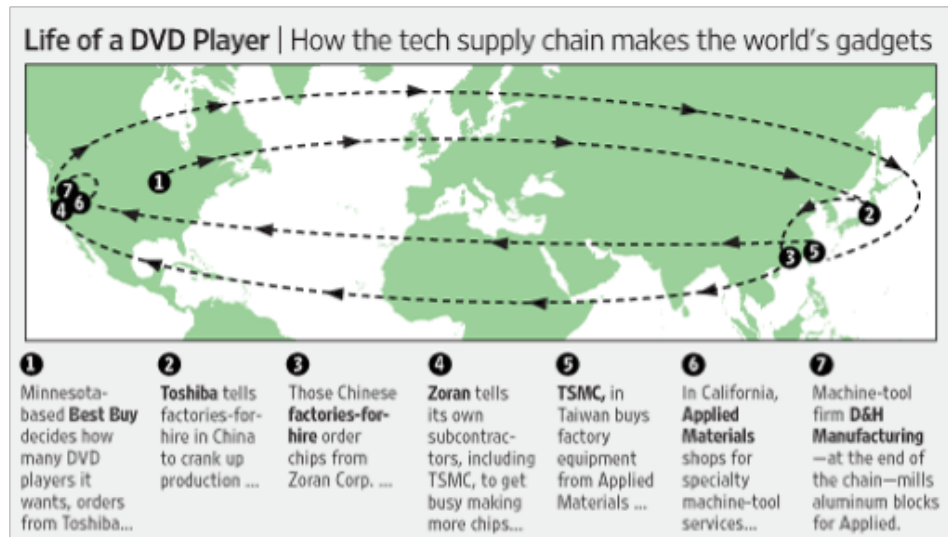 Life of a DVD Player | How the tech supply chain makes the world's gadgets
1
2
3
5
7
6
4
1
Minnesota-
based Best Buy
decides how
many DVD
players it
wants, orders
from Toshiba...
2
Toshiba tells
factories-for-
hire in China
to crank up
production ...
3
Those Chinese
factories-for-
hire order
chips from
Zoran Corp. ...
4
Zoran tells
its own
subcontrac-
tors, including
TSMC, to get
busy making
more chips...
5
TSMC, in
Taiwan buys
factory
equipment
from Applied
Materials ...
6
In California,
Applied
Materials
shops for
specialty
machine-tool
services...
7
Machine-tool
firm D&H
Manufacturing
—at the end of
the chain—mills
aluminum blocks
for Applied.